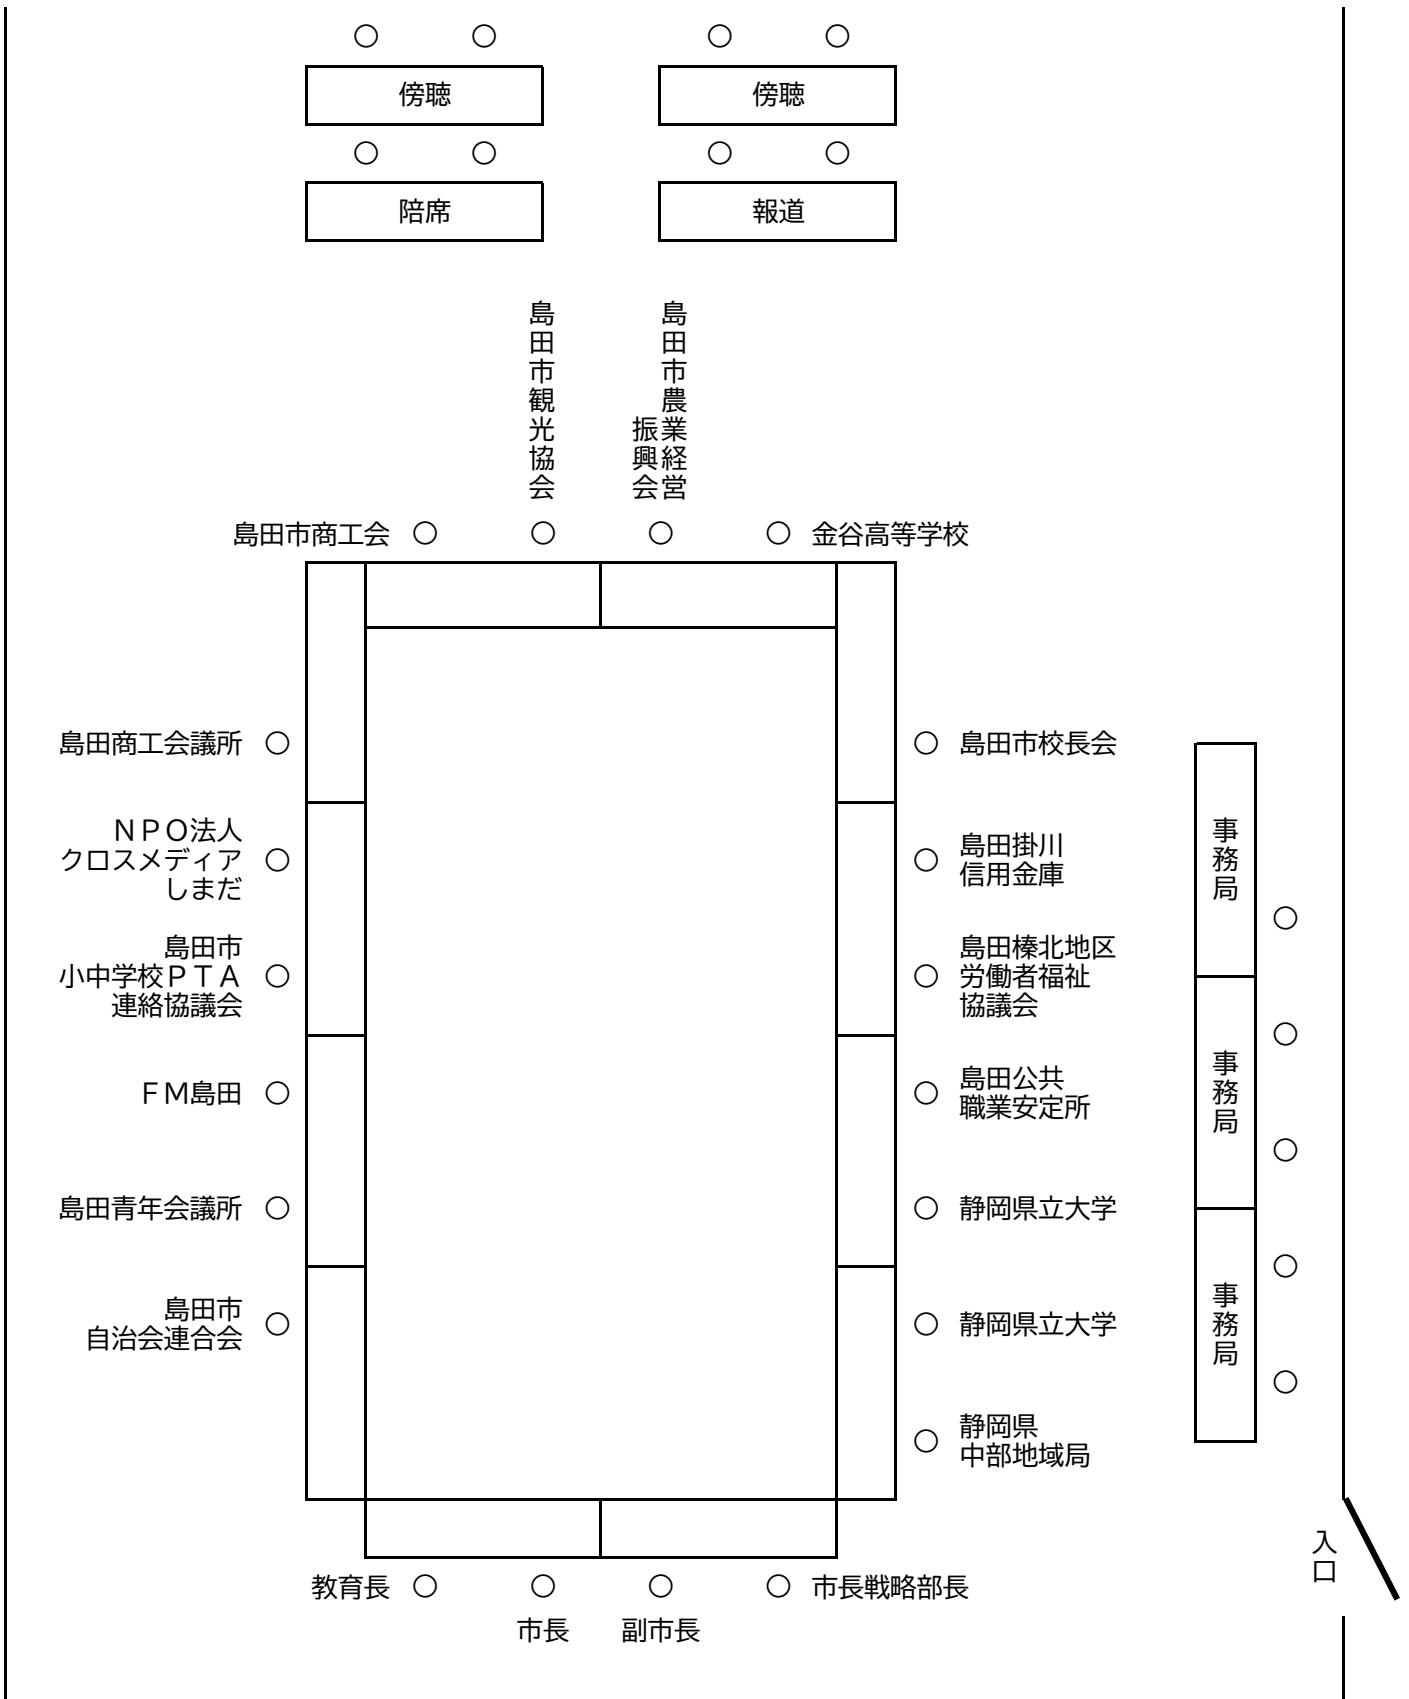 ○ ○ ○ ○
傍聴 傍聴
○ ○ ○ ○
陪席 報道
島田市観光協会
島田市農業経営
振興会
島田市商工会 ○ ○ ○ ○ 金谷高等学校
島田商工会議所 ○
ＮＰＯ法人
クロスメディア ○
しまだ
島田市
小中学校ＰＴＡ ○
連絡協議会
ＦＭ島田 ○
島田青年会議所 ○
島田市
自治会連合会 ○
○ 島田市校長会
○ 島田掛川
信用金庫
島田榛北地区
○ 労働者福祉
協議会
○ 島田公共
職業安定所
○ 静岡県立大学
○ 静岡県立大学
○ 静岡県
中部地域局
事務局 ○
事務局 ○
○
事務局 ○
○
教育長 ○ ○ ○ ○ 市長戦略部長
市長 副市長
入口